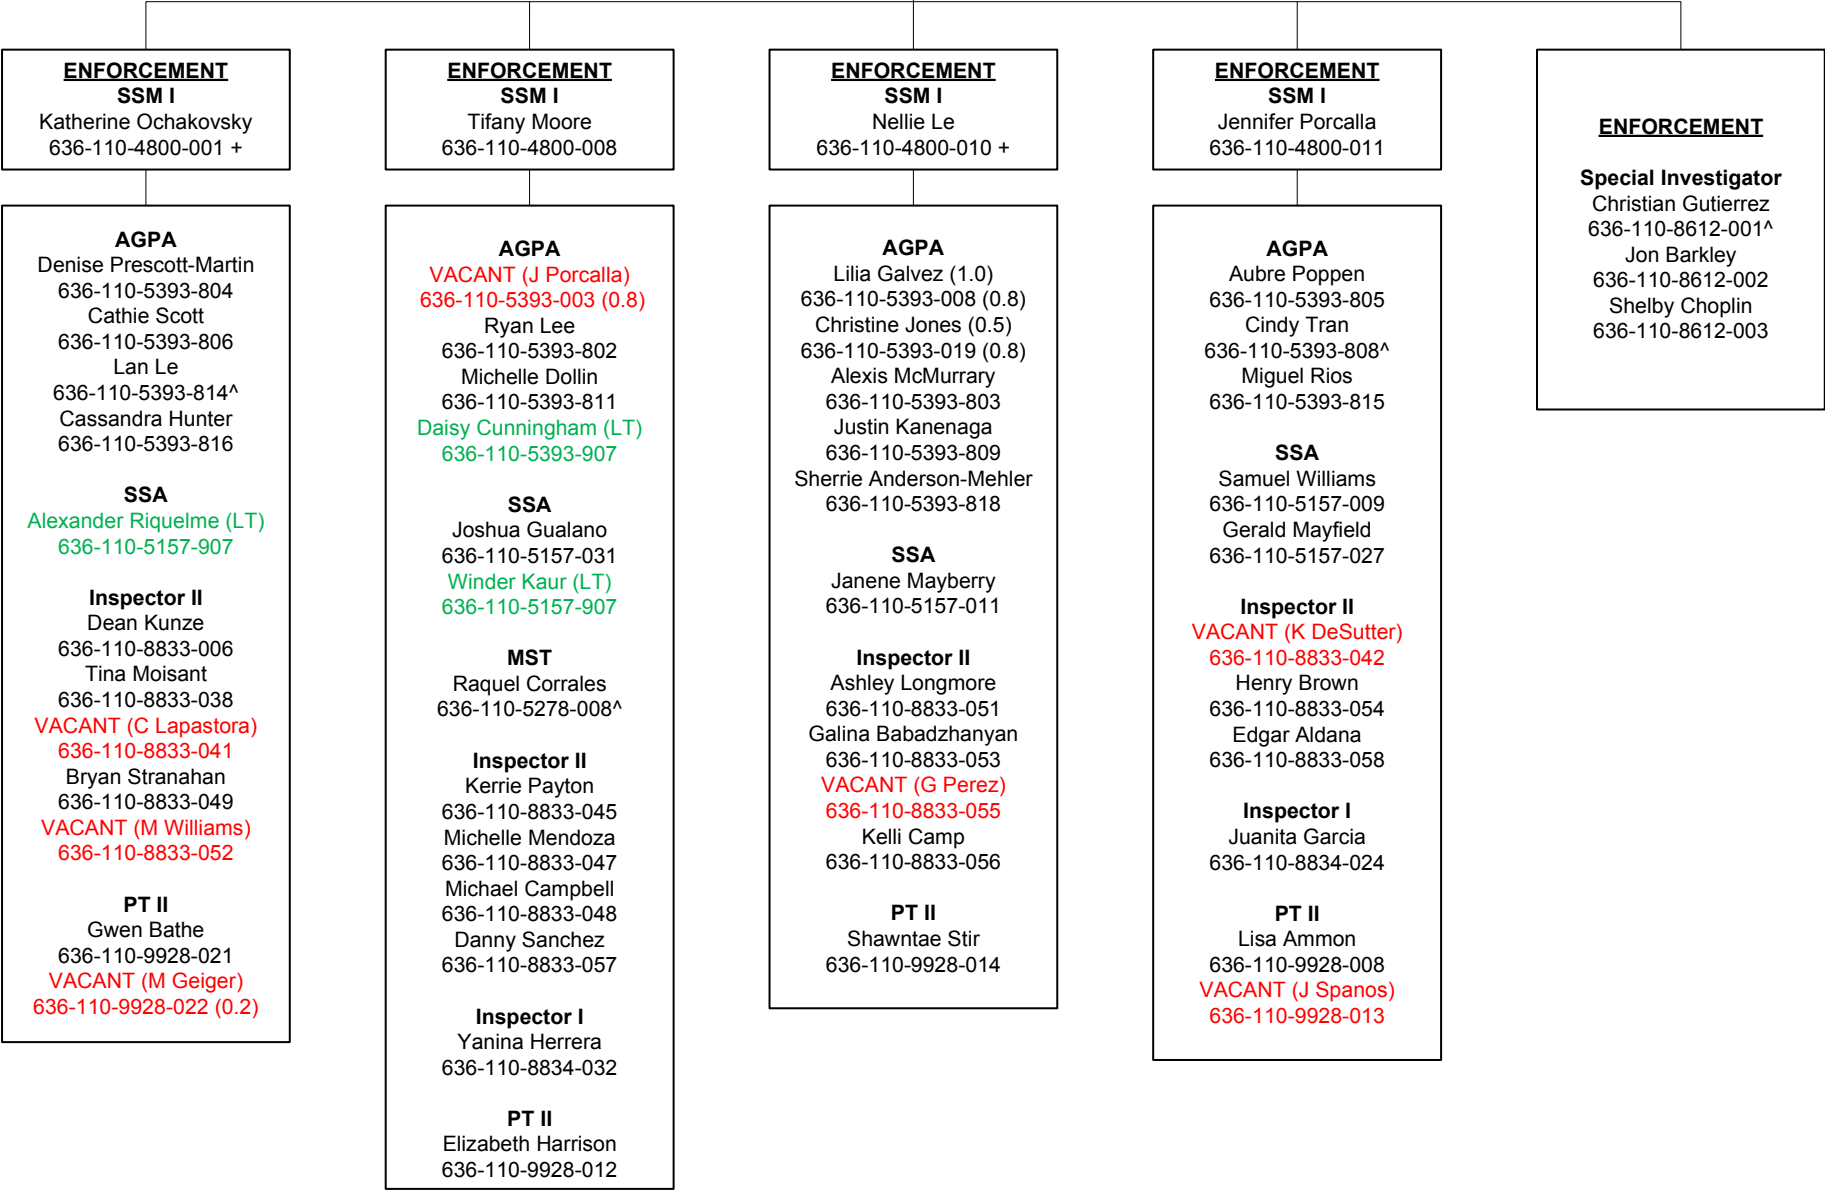 ENFORCEMENT
SSM I
Katherine Ochakovsky
636-110-4800-001 +
AGPA
Denise Prescott-Martin
636-110-5393-804
Cathie Scott
636-110-5393-806
Lan Le
636-110-5393-814^
Cassandra Hunter
636-110-5393-816
SSA
Alexander Riquelme (LT)
636-110-5157-907
Inspector II
Dean Kunze
636-110-8833-006
Tina Moisant
636-110-8833-038
VACANT (C Lapastora)
636-110-8833-041
Bryan Stranahan
636-110-8833-049
VACANT (M Williams)
636-110-8833-052
PT II
Gwen Bathe
636-110-9928-021
VACANT (M Geiger)
636-110-9928-022 (0.2)
ENFORCEMENT
SSM I
Tifany Moore
636-110-4800-008
AGPA
VACANT (J Porcalla)
636-110-5393-003 (0.8)
Ryan Lee
636-110-5393-802
Michelle Dollin
636-110-5393-811
Daisy Cunningham (LT)
636-110-5393-907
SSA
Joshua Gualano
636-110-5157-031
Winder Kaur (LT)
636-110-5157-907
MST
Raquel Corrales
636-110-5278-008^
Inspector II
Kerrie Payton
636-110-8833-045
Michelle Mendoza
636-110-8833-047
Michael Campbell
636-110-8833-048
Danny Sanchez
636-110-8833-057
Inspector I
Yanina Herrera
636-110-8834-032
PT II
Elizabeth Harrison
636-110-9928-012
ENFORCEMENT
SSM I
Nellie Le
636-110-4800-010 +
AGPA
Lilia Galvez (1.0)
636-110-5393-008 (0.8)
Christine Jones (0.5)
636-110-5393-019 (0.8)
Alexis McMurrary
636-110-5393-803
Justin Kanenaga
636-110-5393-809
Sherrie Anderson-Mehler
636-110-5393-818
SSA
Janene Mayberry
636-110-5157-011
Inspector II
Ashley Longmore
636-110-8833-051
Galina Babadzhanyan
636-110-8833-053
VACANT (G Perez)
636-110-8833-055
Kelli Camp
636-110-8833-056
PT II
Shawntae Stir
636-110-9928-014
ENFORCEMENT
SSM I
Jennifer Porcalla
636-110-4800-011
AGPA
Aubre Poppen
636-110-5393-805
Cindy Tran
636-110-5393-808^
Miguel Rios
636-110-5393-815
SSA
Samuel Williams
636-110-5157-009
Gerald Mayfield
636-110-5157-027
Inspector II
VACANT (K DeSutter)
636-110-8833-042
Henry Brown
636-110-8833-054
Edgar Aldana
636-110-8833-058
Inspector I
Juanita Garcia
636-110-8834-024
PT II
Lisa Ammon
636-110-9928-008
VACANT (J Spanos)
636-110-9928-013
ENFORCEMENT
Special Investigator
Christian Gutierrez
636-110-8612-001^
Jon Barkley
636-110-8612-002
Shelby Choplin
636-110-8612-003